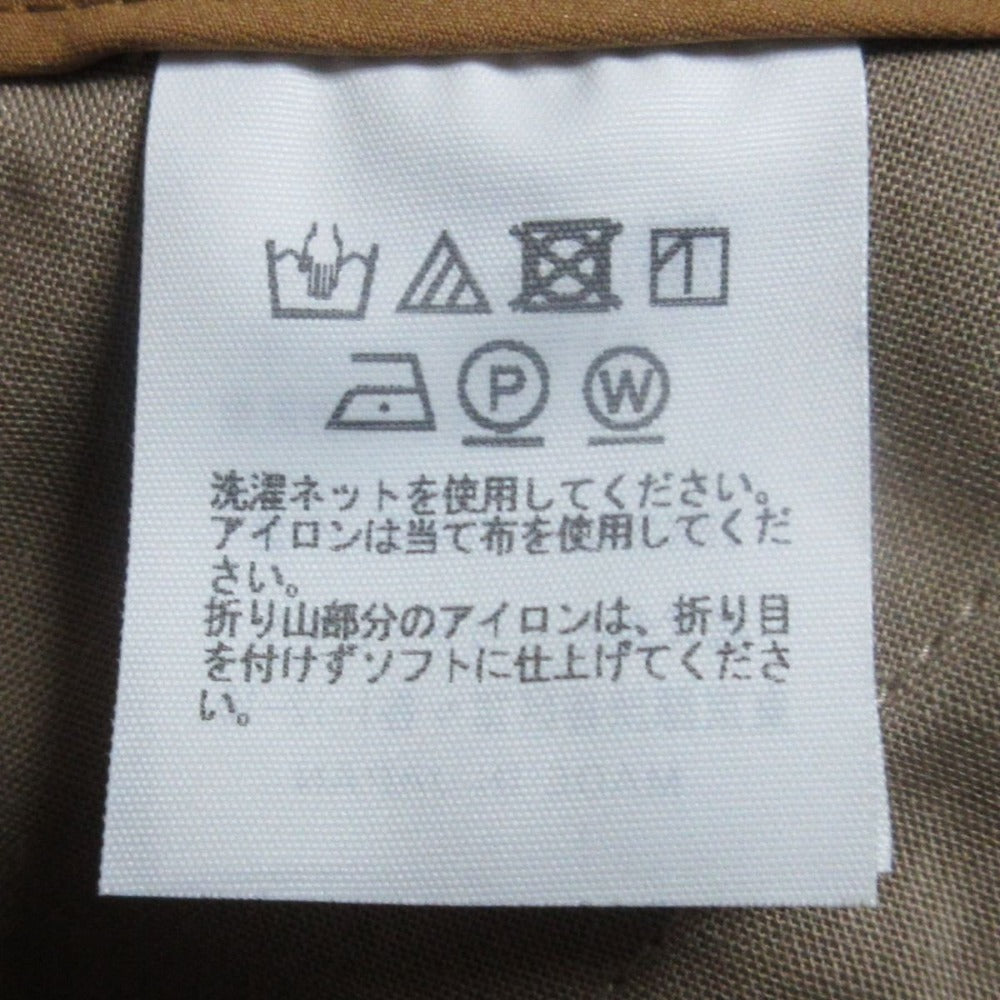 P W
洗濯ネットを使用してください。
アイロンは当て布を使用してくだ
さい。
折り山部分のアイロンは、折り目
を付けずソフトに仕上げてくださ
い。